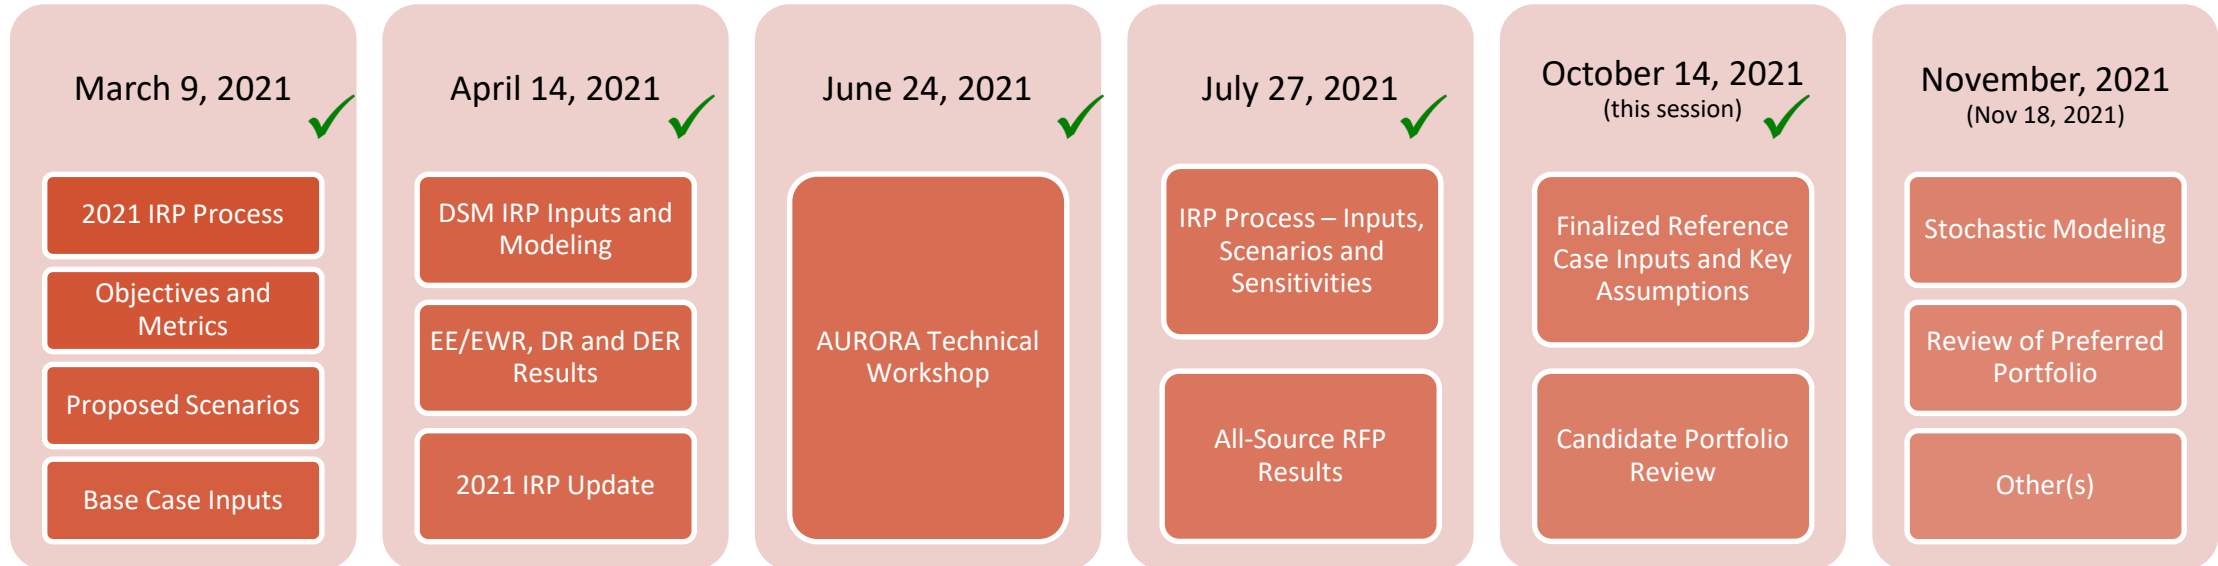 March 9, 2021
2021 IRP Process
Objectives and
Metrics
Proposed Scenarios
Base Case Inputs
April 14, 2021
DSM IRP Inputs and
Modeling
EE/EWR, DR and DER
Results
2021 IRP Update
June 24, 2021
AURORA Technical
Workshop
July 27, 2021
IRP Process – Inputs,
Scenarios and
Sensitivities
All-Source RFP
Results
October 14, 2021
(this session)
Finalized Reference
Case Inputs and Key
Assumptions
Candidate Portfolio
Review
November, 2021
(Nov 18, 2021)
Stochastic Modeling
Review of Preferred
Portfolio
Other(s)